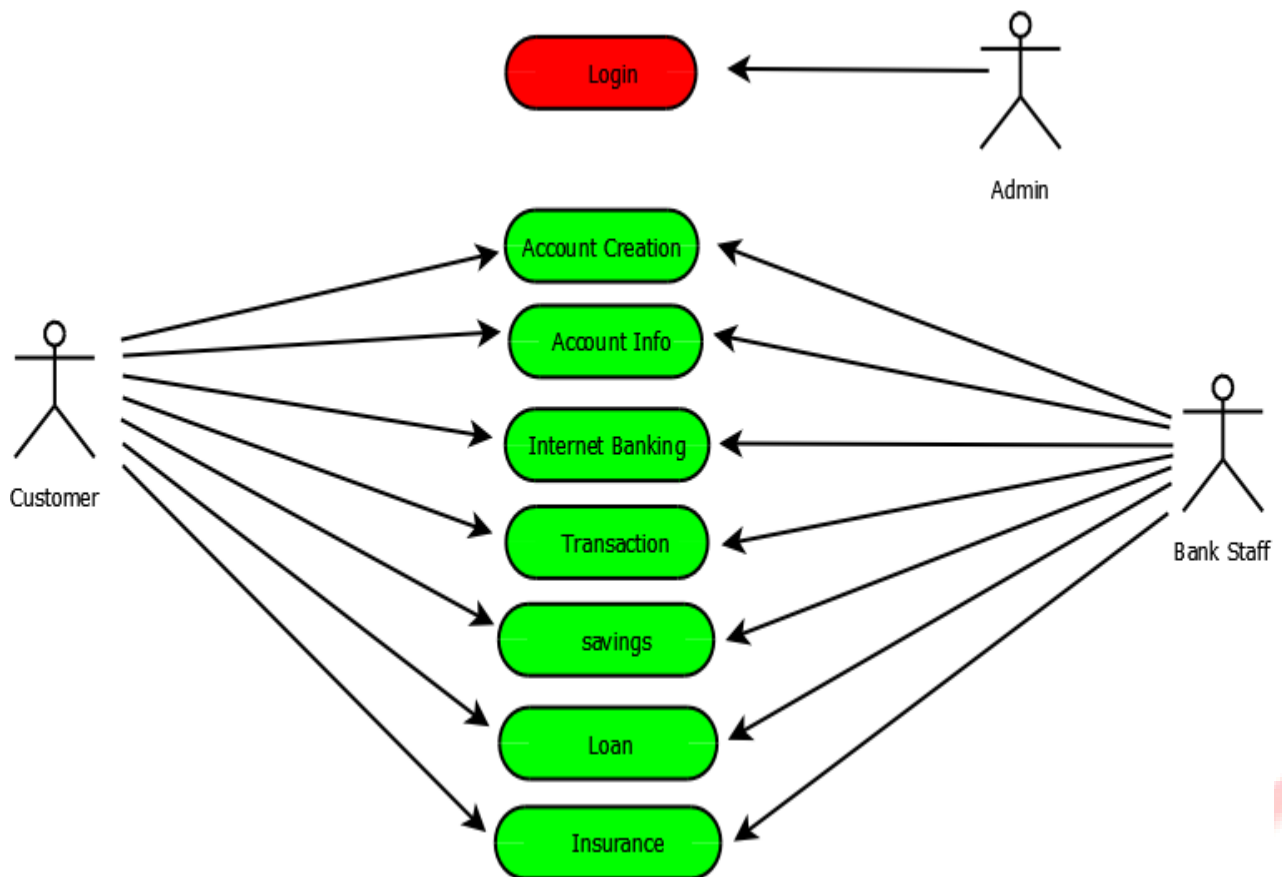 Login
Admin
Account Creation
Account Info
Internet Banking
Customer
Transaction
Bank Staff
savings
Loan
Insurance